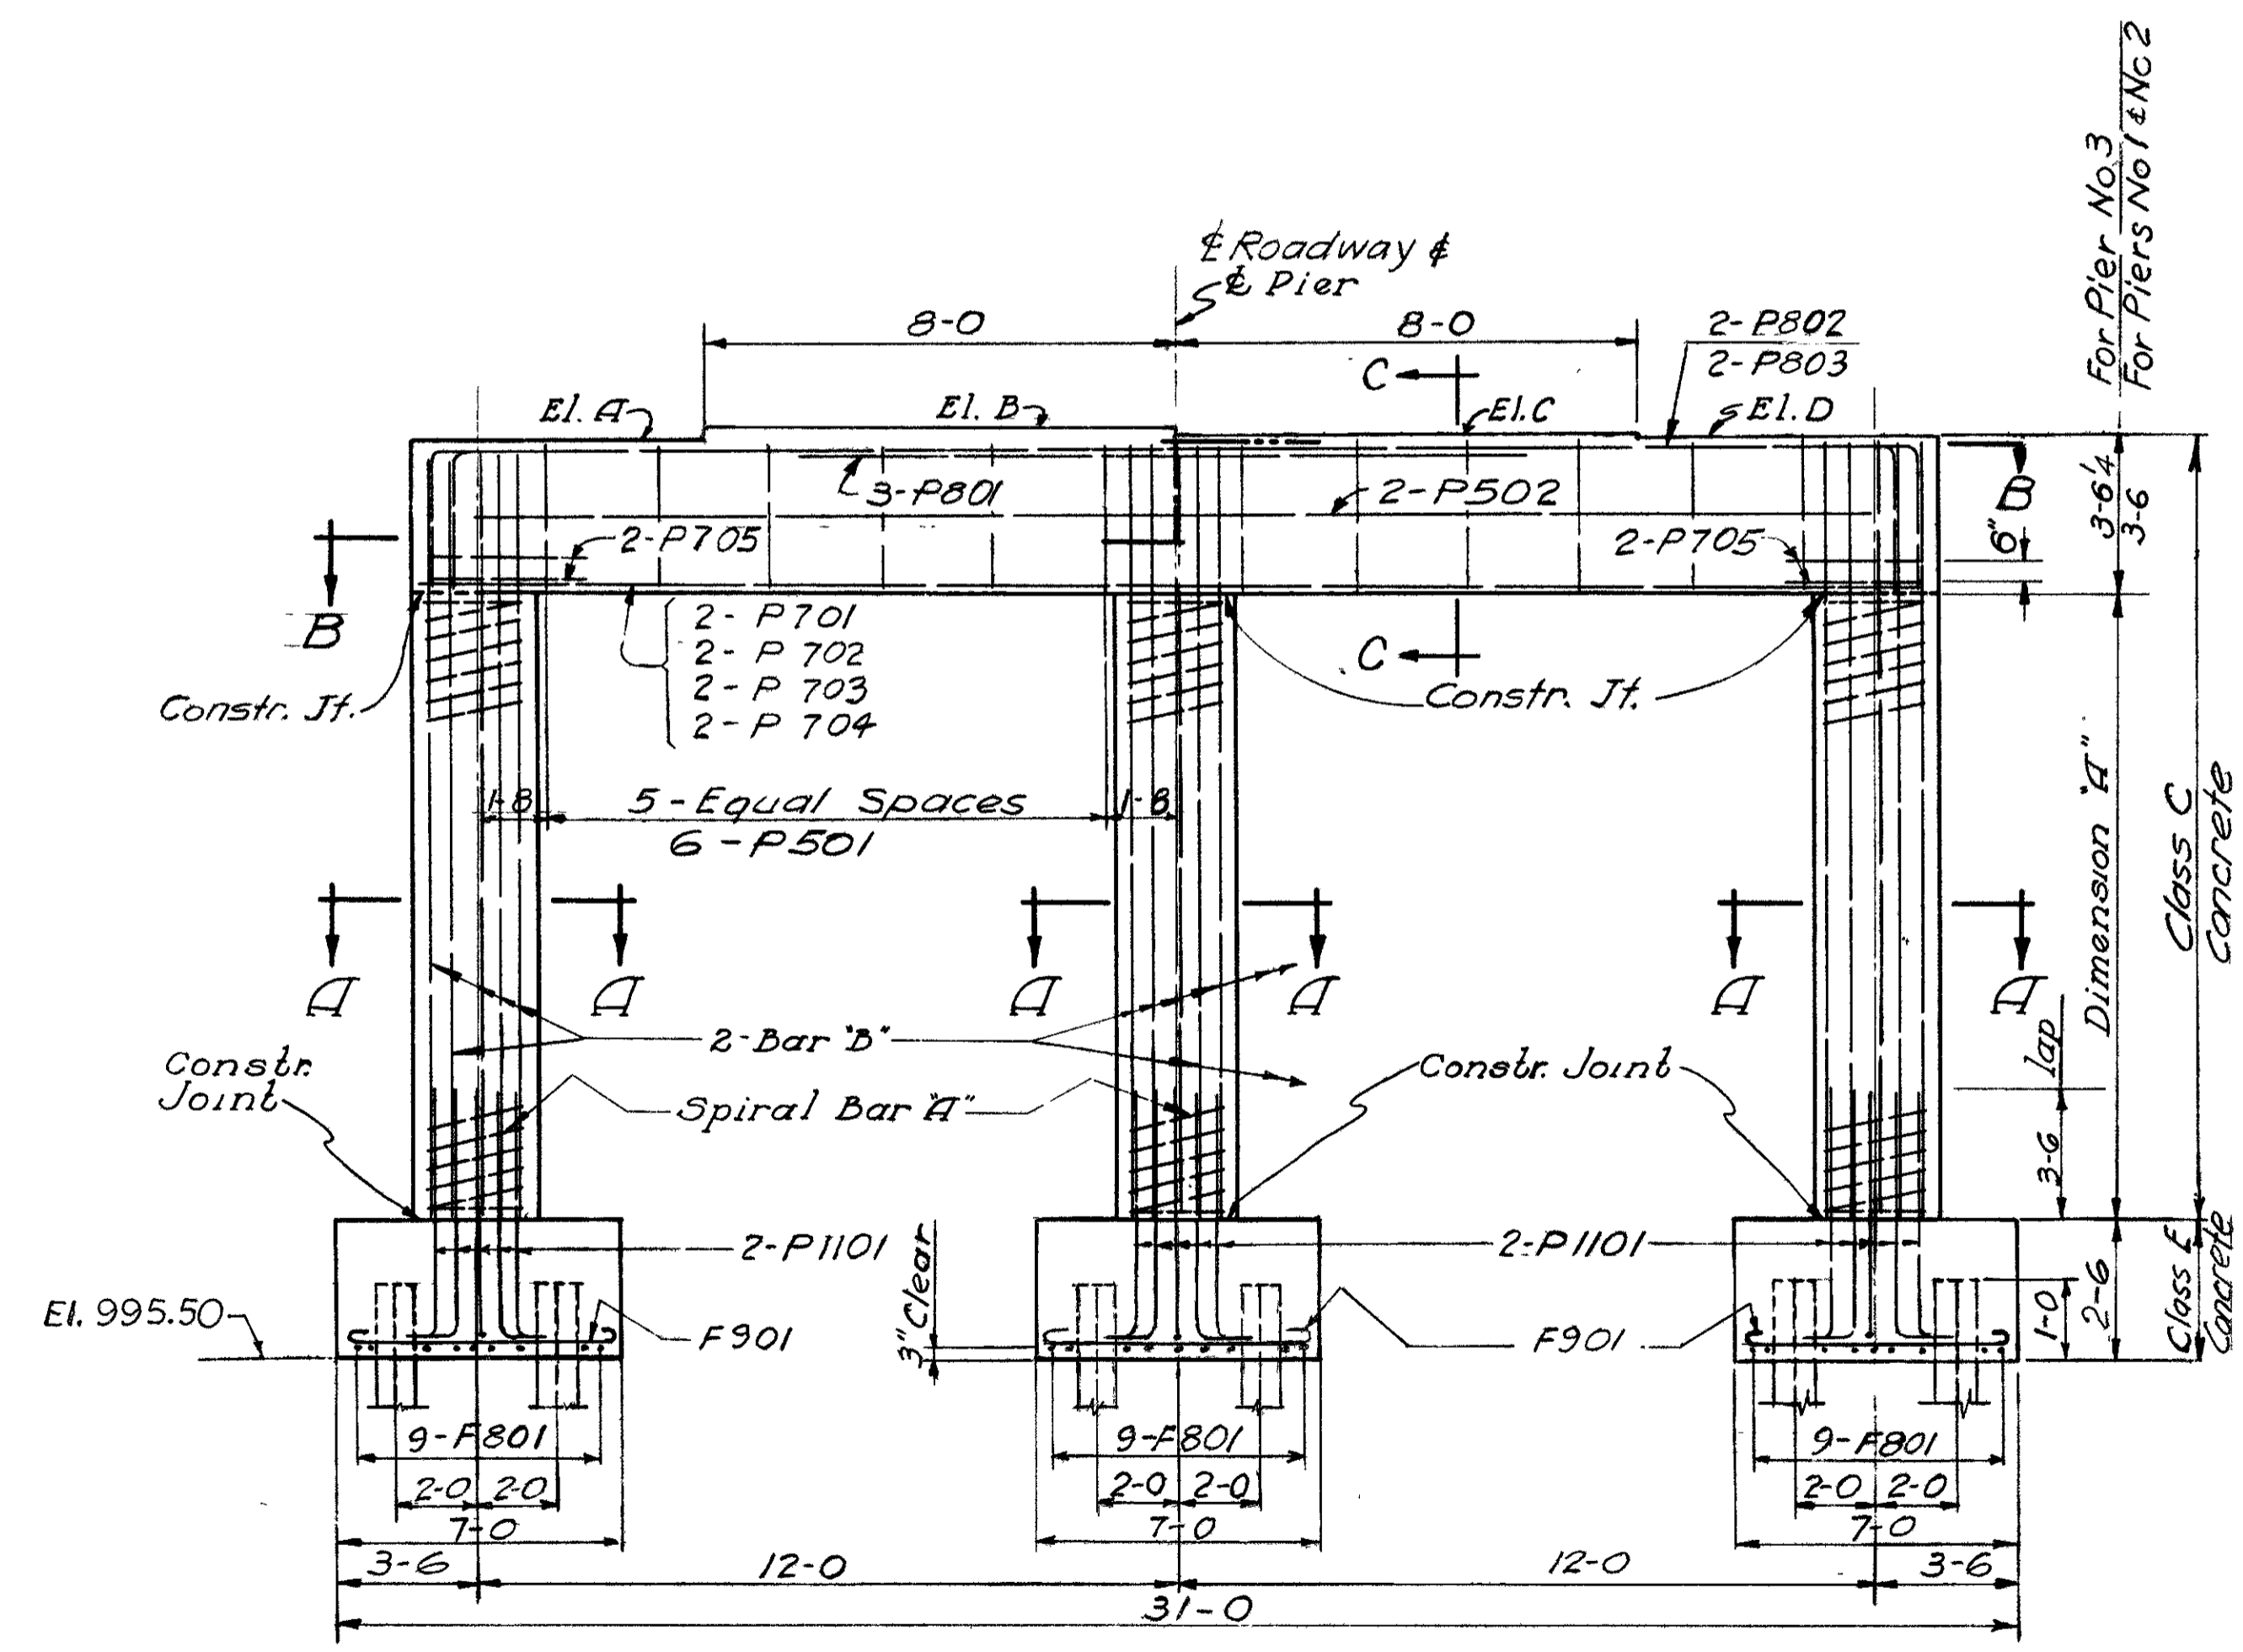 For Pier No.3
For Piers No 1 & No 2
℄ Roadway &
℄ Pier
8-0
8-0
2-P802
2-P803
C
El. A
El. B
El. C
El. D
3-P801
2-P502
B
3-6¼
3-6
6"
2-P705
2-P705
B
2- P701
2- P 702
2- P 703
2- P 704
C
Constr. Jt.
Constr. Jt.
1-8
5-Equal Spaces
1-8
6-P501
Dimension "A"
Class C
Concrete
A
A
A
A
A
A
2-Bar "B"
Constr.
Joint
Constr. Joint
lap
Spiral Bar "A"
3-6
2-P1101
2-P1101
3" Clear
El. 995.50
F901
F901
1-0
2-6
Class E
Concrete
9-F801
9-F801
9-F801
2-0
2-0
2-0
2-0
2-0
2-0
7-0
7-0
7-0
3-6
12-0
12-0
3-6
31-0